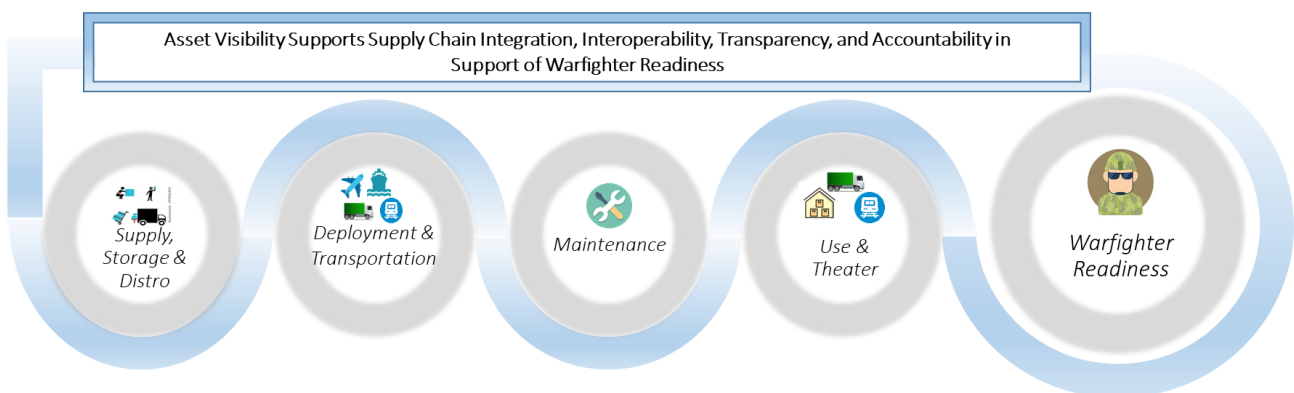 Asset Visibility Supports Supply Chain Integration, Interoperability, Transparency, and Accountability in
Support of Warfighter Readiness
Supply,
Storage &
Distro
Deployment &
Transportation
Maintenance
Use &
Theater
Warfighter
Readiness